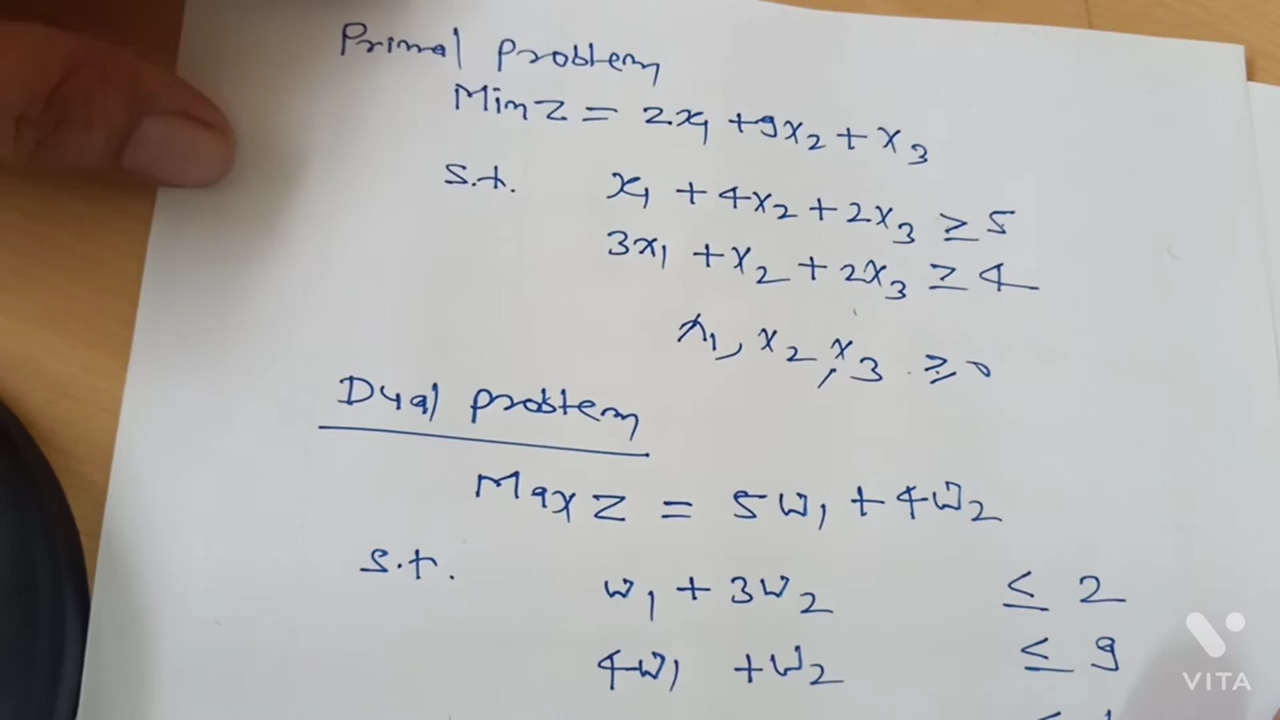 Primal problem
Min Z = 2x₁ + 9x₂ + x₃
s.t. x₁ + 4x₂ + 2x₃ ≥ 5
3x₁ + x₂ + 2x₃ ≥ 4
x₁, x₂, x₃ ≥ 0
Dual problem
Max Z = 5w₁ + 4w₂
s.t. w₁ + 3w₂ ≤ 2
4w₁ + w₂ ≤ 9
VITA